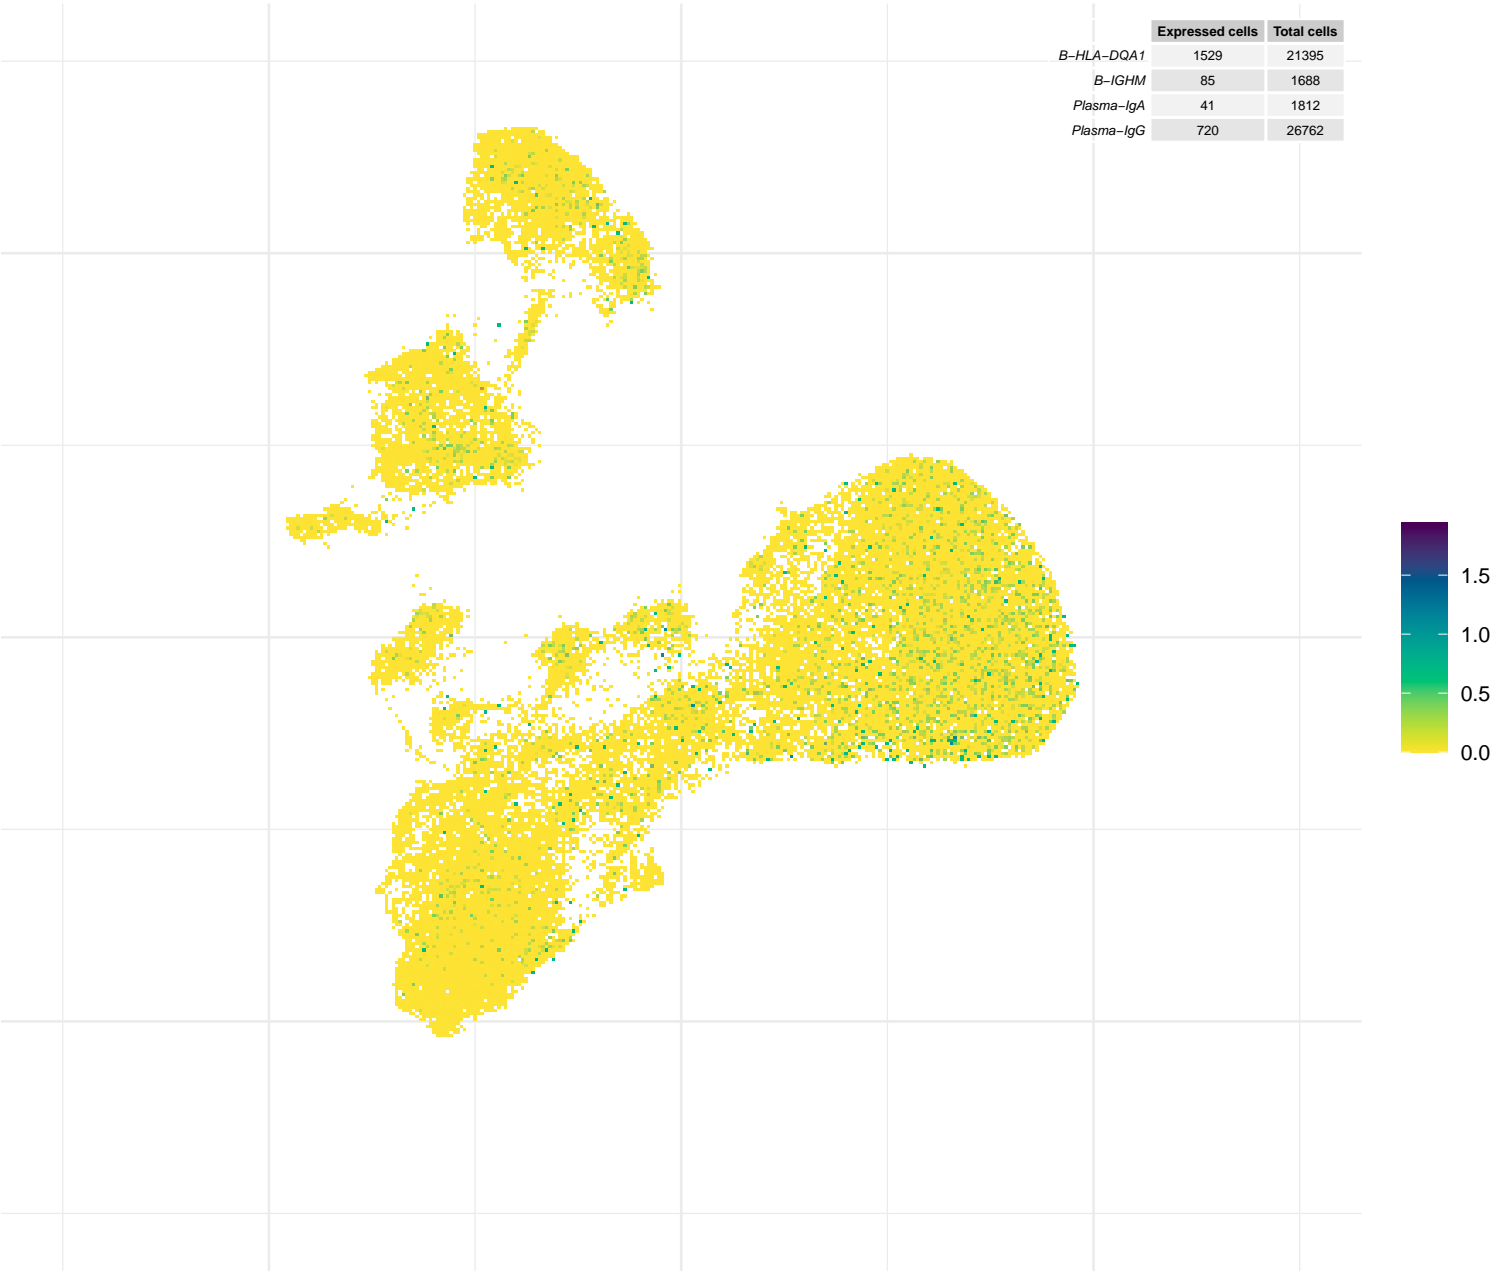 Expressed cells Total cells
B−HLA−DQA1 1529 21395
B−IGHM 85 1688
Plasma−IgA 41 1812
Plasma−IgG 720 26762
1.5
1.0
0.5
0.0